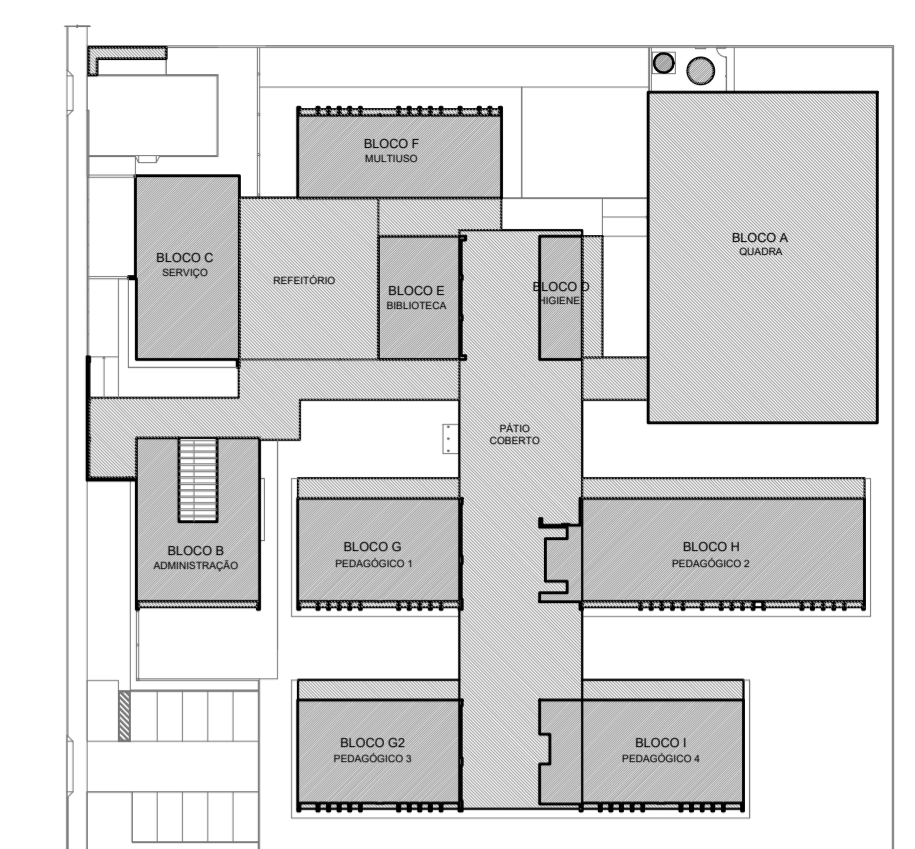 BLOCO F
MULTIUSO
BLOCO A
QUADRA
BLOCO C
SERVIÇO
REFEITÓRIO
BLOCO E
BIBLIOTECA
BLOCO D
HIGIENE
PÁTIO
COBERTO
BLOCO B
ADMINISTRAÇÃO
BLOCO G
PEDAGÓGICO 1
BLOCO H
PEDAGÓGICO 2
BLOCO G2
PEDAGÓGICO 3
BLOCO I
PEDAGÓGICO 4